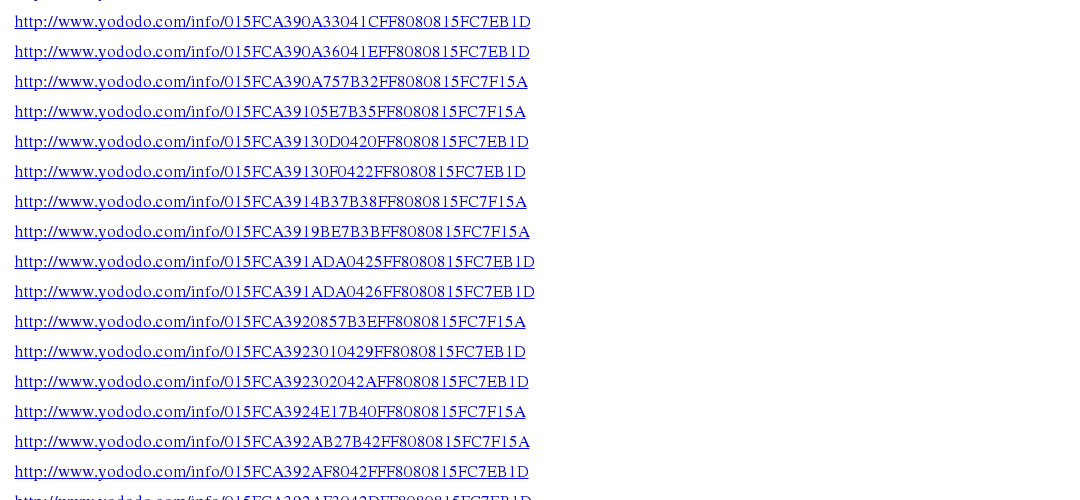 http://www.yododo.com/info/015FCA390A33041CFF8080815FC7EB1D
http://www.yododo.com/info/015FCA390A36041EFF8080815FC7EB1D
http://www.yododo.com/info/015FCA390A757B32FF8080815FC7F15A
http://www.yododo.com/info/015FCA39105E7B35FF8080815FC7F15A
http://www.yododo.com/info/015FCA39130D0420FF8080815FC7EB1D
http://www.yododo.com/info/015FCA39130F0422FF8080815FC7EB1D
http://www.yododo.com/info/015FCA3914B37B38FF8080815FC7F15A
http://www.yododo.com/info/015FCA3919BE7B3BFF8080815FC7F15A
http://www.yododo.com/info/015FCA391ADA0425FF8080815FC7EB1D
http://www.yododo.com/info/015FCA391ADA0426FF8080815FC7EB1D
http://www.yododo.com/info/015FCA3920857B3EFF8080815FC7F15A
http://www.yododo.com/info/015FCA3923010429FF8080815FC7EB1D
http://www.yododo.com/info/015FCA392302042AFF8080815FC7EB1D
http://www.yododo.com/info/015FCA3924E17B40FF8080815FC7F15A
http://www.yododo.com/info/015FCA392AB27B42FF8080815FC7F15A
http://www.yododo.com/info/015FCA392AF8042FFF8080815FC7EB1D